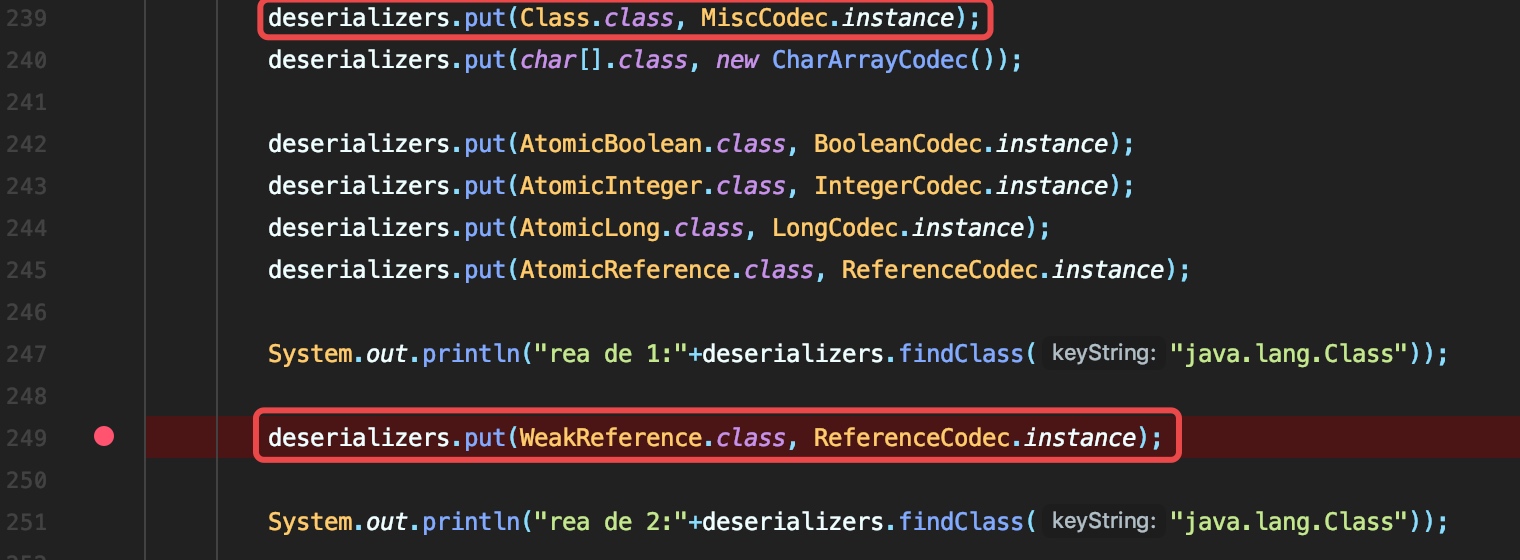 239 deserializers.put(Class.class, MiscCodec.instance);
240 deserializers.put(char[].class, new CharArrayCodec());
241
242 deserializers.put(AtomicBoolean.class, BooleanCodec.instance);
243 deserializers.put(AtomicInteger.class, IntegerCodec.instance);
244 deserializers.put(AtomicLong.class, LongCodec.instance);
245 deserializers.put(AtomicReference.class, ReferenceCodec.instance);
246
247 System.out.println("rea de 1:"+deserializers.findClass( keyString: "java.lang.Class"));
248
249 deserializers.put(WeakReference.class, ReferenceCodec.instance);
250
251 System.out.println("rea de 2:"+deserializers.findClass( keyString: "java.lang.Class"));
252